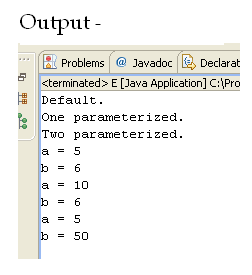 Output -
Problems @ Javadoc Declarat
<terminated> E [Java Application] C:\Pro
Default.
One parameterized.
Two parameterized.
a = 5
b = 6
a = 10
b = 6
a = 5
b = 50